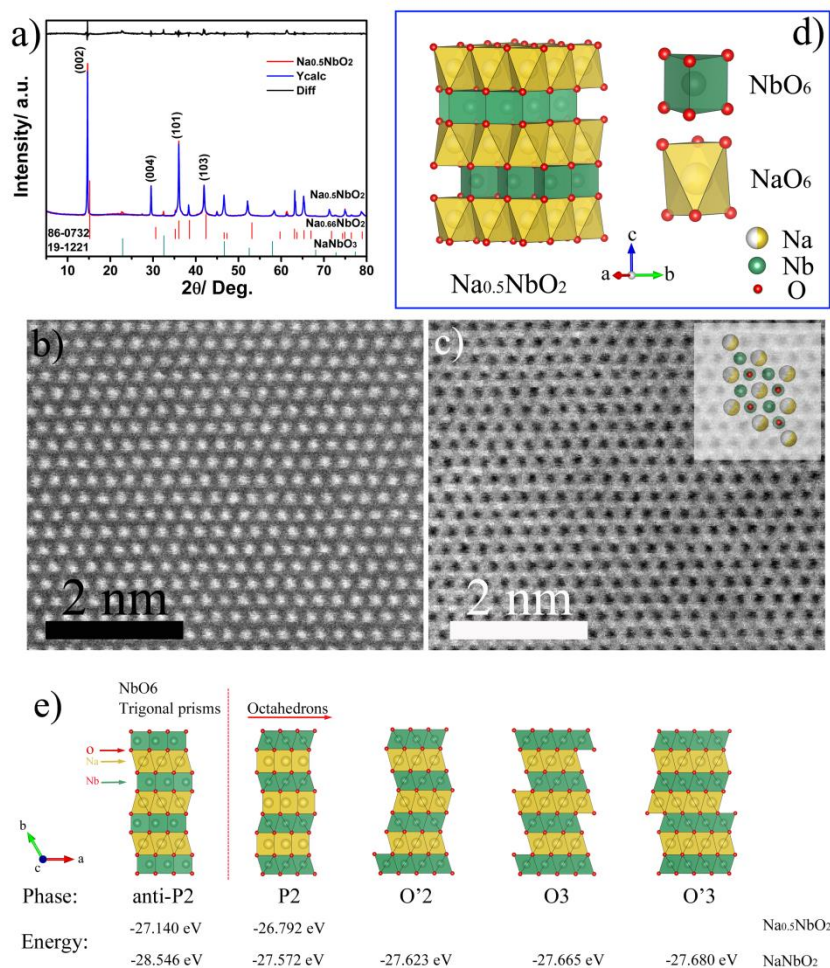 a)
Intensity/ a.u.
(002)
(004)
(101)
(103)
Na0.5NbO2
Ycalc
Diff
Na0.5NbO2
Na0.66NbO2
86-0732
19-1221
NaNbO3
10 20 30 40 50 60 70 80
2θ/ Deg.
d)
NbO6
NaO6
Na
Nb
O
c
a
b
Na0.5NbO2
b)
2 nm
c)
2 nm
e)
NbO6
Trigonal prisms
Octahedrons
O
Na
Nb
b
c
a
Phase: anti-P2 P2 O’2 O3 O’3
Energy:
-27.140 eV -26.792 eV Na0.5NbO2
-28.546 eV -27.572 eV -27.623 eV -27.665 eV -27.680 eV NaNbO2